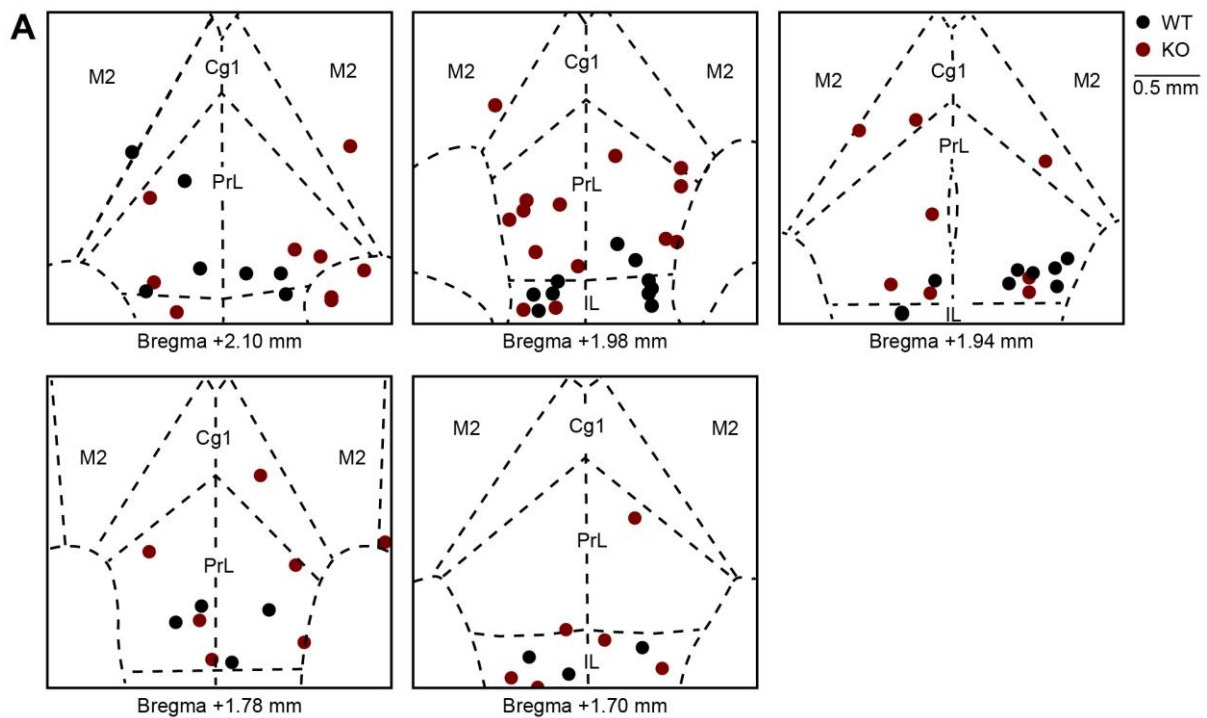 A
M2
Cg1
M2
PrL
Bregma +2.10 mm
M2
Cg1
M2
PrL
IL
Bregma +1.98 mm
M2
Cg1
M2
PrL
IL
Bregma +1.94 mm
WT
KO
0.5 mm
M2
Cg1
M2
PrL
Bregma +1.78 mm
M2
Cg1
M2
PrL
IL
Bregma +1.70 mm